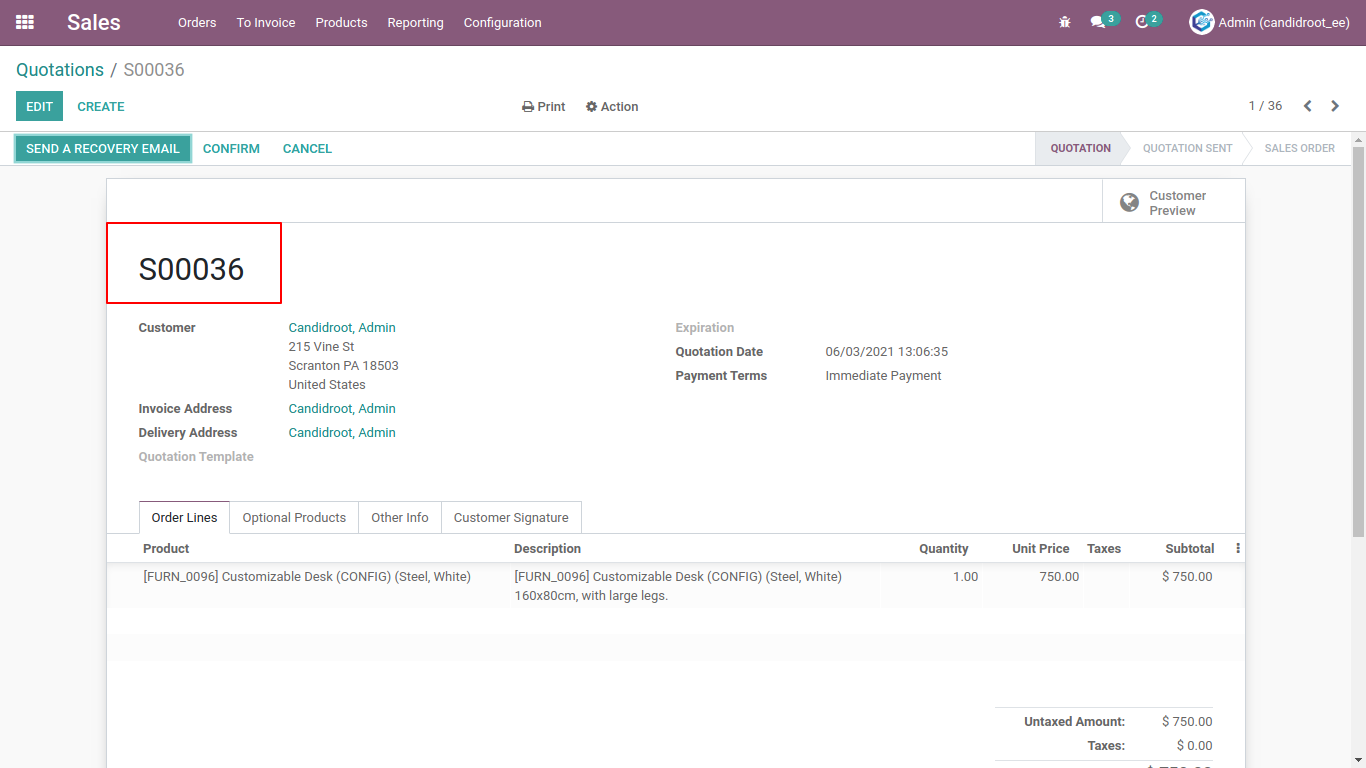 Sales Orders To Invoice Products Reporting Configuration 3 2 Admin (candidroot_ee)
Quotations / S00036
EDIT CREATE Print Action 1 / 36
SEND A RECOVERY EMAIL CONFIRM CANCEL QUOTATION QUOTATION SENT SALES ORDER
Customer
Preview
S00036
Customer Candidroot, Admin Expiration
215 Vine St
Quotation Date 06/03/2021 13:06:35
Scranton PA 18503
Payment Terms Immediate Payment
United States
Invoice Address Candidroot, Admin
Delivery Address Candidroot, Admin
Quotation Template
Order Lines Optional Products Other Info Customer Signature
Product Description Quantity Unit Price Taxes Subtotal
[FURN_0096] Customizable Desk (CONFIG) (Steel, White) [FURN_0096] Customizable Desk (CONFIG) (Steel, White) 1.00 750.00 $ 750.00
160x80cm, with large legs.
Untaxed Amount: $ 750.00
Taxes: $ 0.00